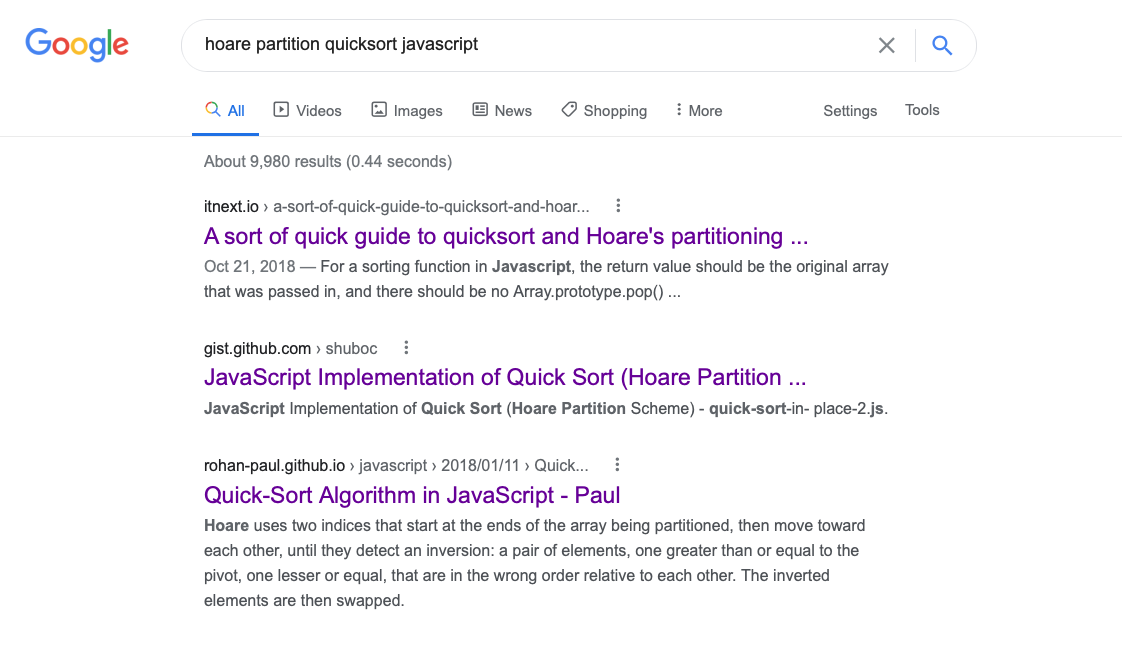 Google
hoare partition quicksort javascript
All Videos Images News Shopping More Settings Tools
About 9,980 results (0.44 seconds)
itnext.io › a-sort-of-quick-guide-to-quicksort-and-hoar...
A sort of quick guide to quicksort and Hoare's partitioning ...
Oct 21, 2018 — For a sorting function in Javascript, the return value should be the original array
that was passed in, and there should be no Array.prototype.pop() ...
gist.github.com › shuboc
JavaScript Implementation of Quick Sort (Hoare Partition ...
JavaScript Implementation of Quick Sort (Hoare Partition Scheme) - quick-sort-in- place-2.js.
rohan-paul.github.io › javascript › 2018/01/11 › Quick...
Quick-Sort Algorithm in JavaScript - Paul
Hoare uses two indices that start at the ends of the array being partitioned, then move toward
each other, until they detect an inversion: a pair of elements, one greater than or equal to the
pivot, one lesser or equal, that are in the wrong order relative to each other. The inverted
elements are then swapped.